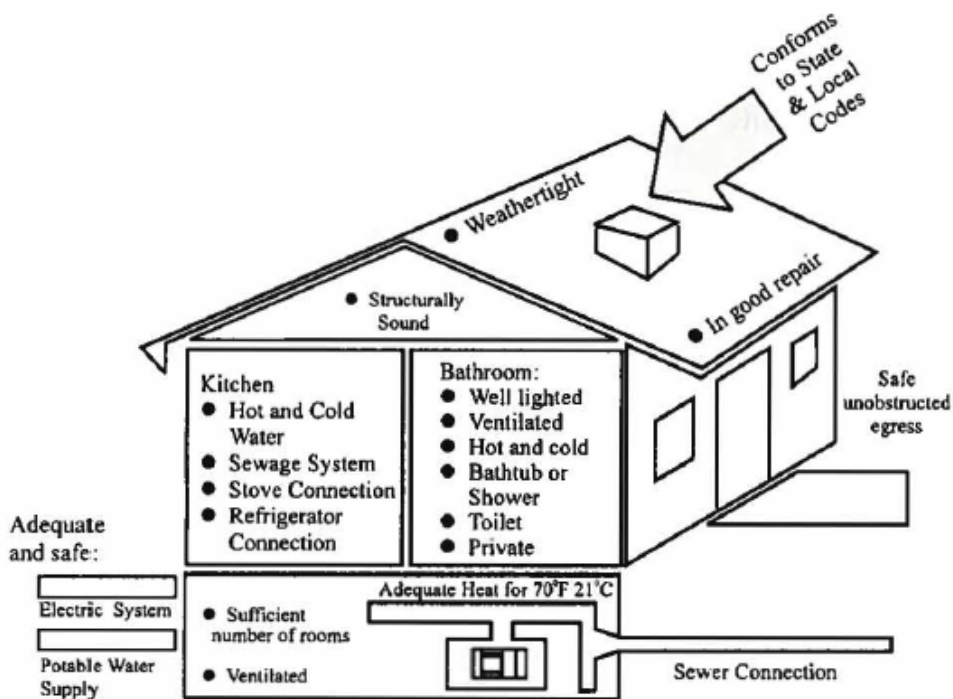 Conforms
to State
& Local
Codes
Weathertight
In good repair
Structurally
Sound
Kitchen
Hot and Cold
Water
Sewage System
Stove Connection
Refrigerator
Connection
Bathroom:
Well lighted
Ventilated
Hot and cold
Bathtub or
Shower
Toilet
Private
Safe
unobstructed
egress
Adequate
and safe:
Electric System
Potable Water
Supply
Adequate Heat for 70°F 21°C
Sufficient
number of rooms
Ventilated
Sewer Connection